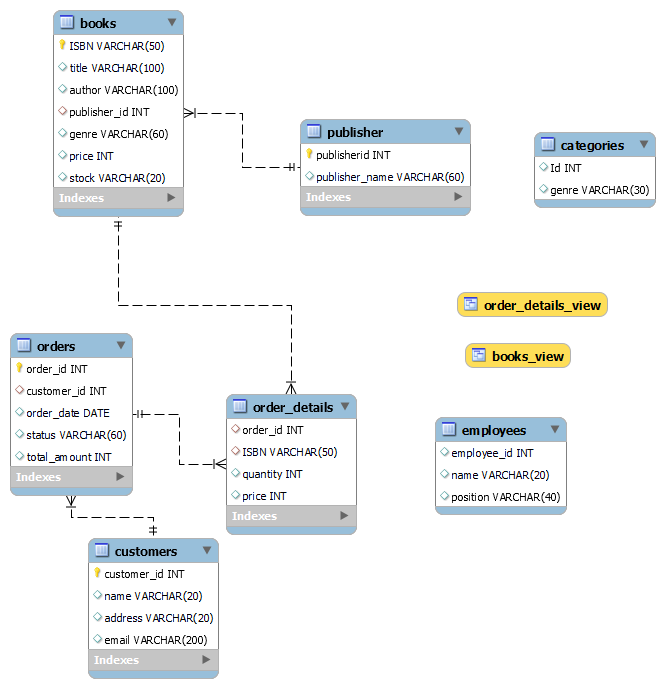 books
ISBN VARCHAR(50)
title VARCHAR(100)
author VARCHAR(100)
publisher_id INT
genre VARCHAR(60)
price INT
stock VARCHAR(20)
Indexes
publisher
publisherid INT
publisher_name VARCHAR(60)
Indexes
categories
Id INT
genre VARCHAR(30)
order_details_view
books_view
orders
order_id INT
customer_id INT
order_date DATE
status VARCHAR(60)
total_amount INT
Indexes
order_details
order_id INT
ISBN VARCHAR(50)
quantity INT
price INT
Indexes
employees
employee_id INT
name VARCHAR(20)
position VARCHAR(40)
customers
customer_id INT
name VARCHAR(20)
address VARCHAR(20)
email VARCHAR(200)
Indexes